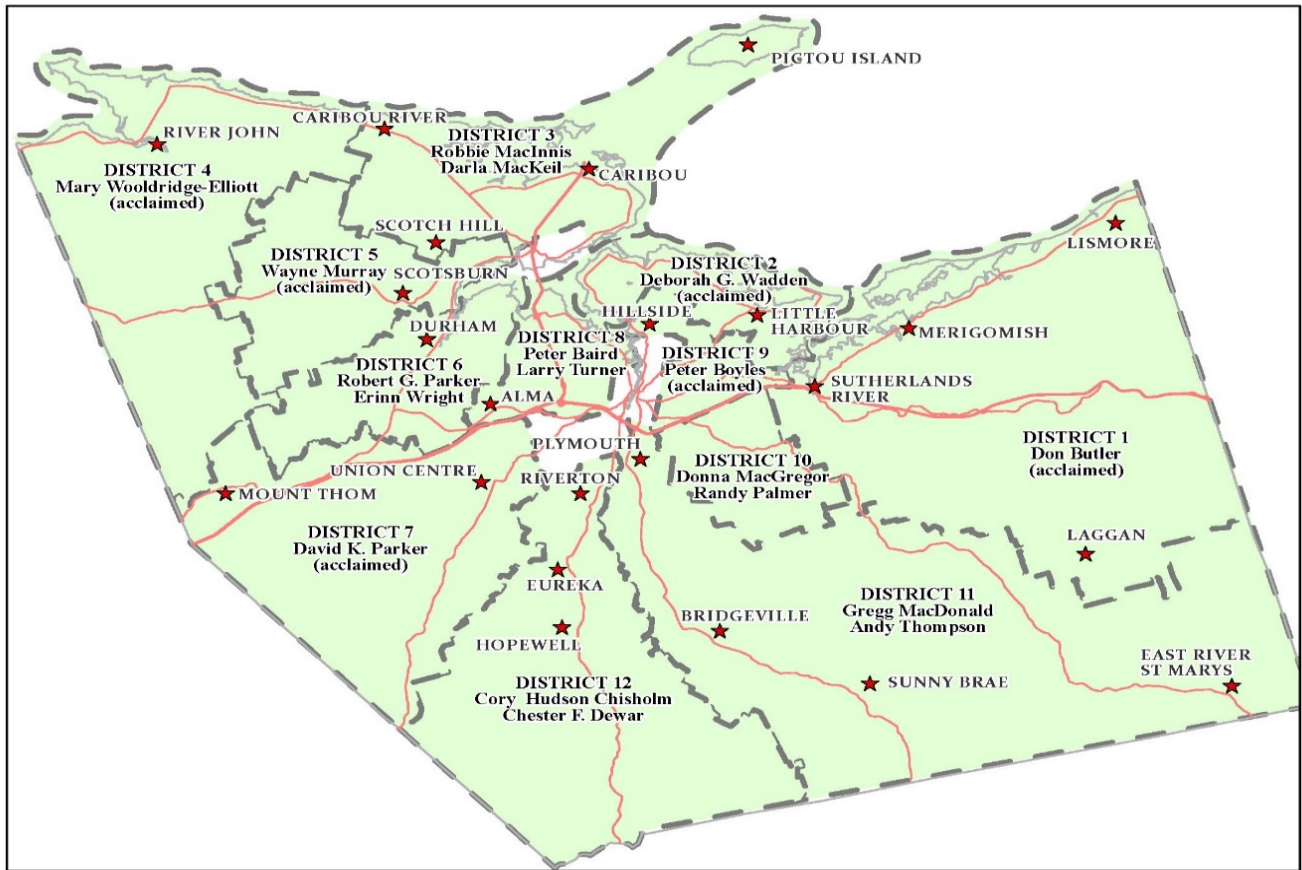 PIGTOU ISLAND
CARIBOU RIVER
RIVER JOHN
DISTRICT 3
Robbie MacInnis
Darla MacKeil
CARIBOU
DISTRICT 4
Mary Wooldridge-Elliott
(acclaimed)
SCOTCH HILL
LISMORE
DISTRICT 5
Wayne Murray
(acclaimed)
SCOTSBURN
DISTRICT 2
Deborah G. Wadden
(acclaimed)
HILLSIDE
LITTLE
HARBOUR
MERIGOMISH
DURHAM
DISTRICT 8
Peter Baird
Larry Turner
DISTRICT 9
Peter Boyles
(acclaimed)
DISTRICT 6
Robert G. Parker
Erinn Wright
ALMA
SUTHERLANDS
RIVER
PLYMOUTH
DISTRICT 1
Don Butler
(acclaimed)
DISTRICT 10
Donna MacGregor
Randy Palmer
UNION CENTRE
RIVERTON
MOUNT THOM
DISTRICT 7
David K. Parker
(acclaimed)
LAGGAN
EUREKA
DISTRICT 11
Gregg MacDonald
Andy Thompson
BRIDGEVILLE
HOPEWELL
EAST RIVER
ST MARYS
SUNNY BRAE
DISTRICT 12
Cory Hudson Chisholm
Chester F. Dewar